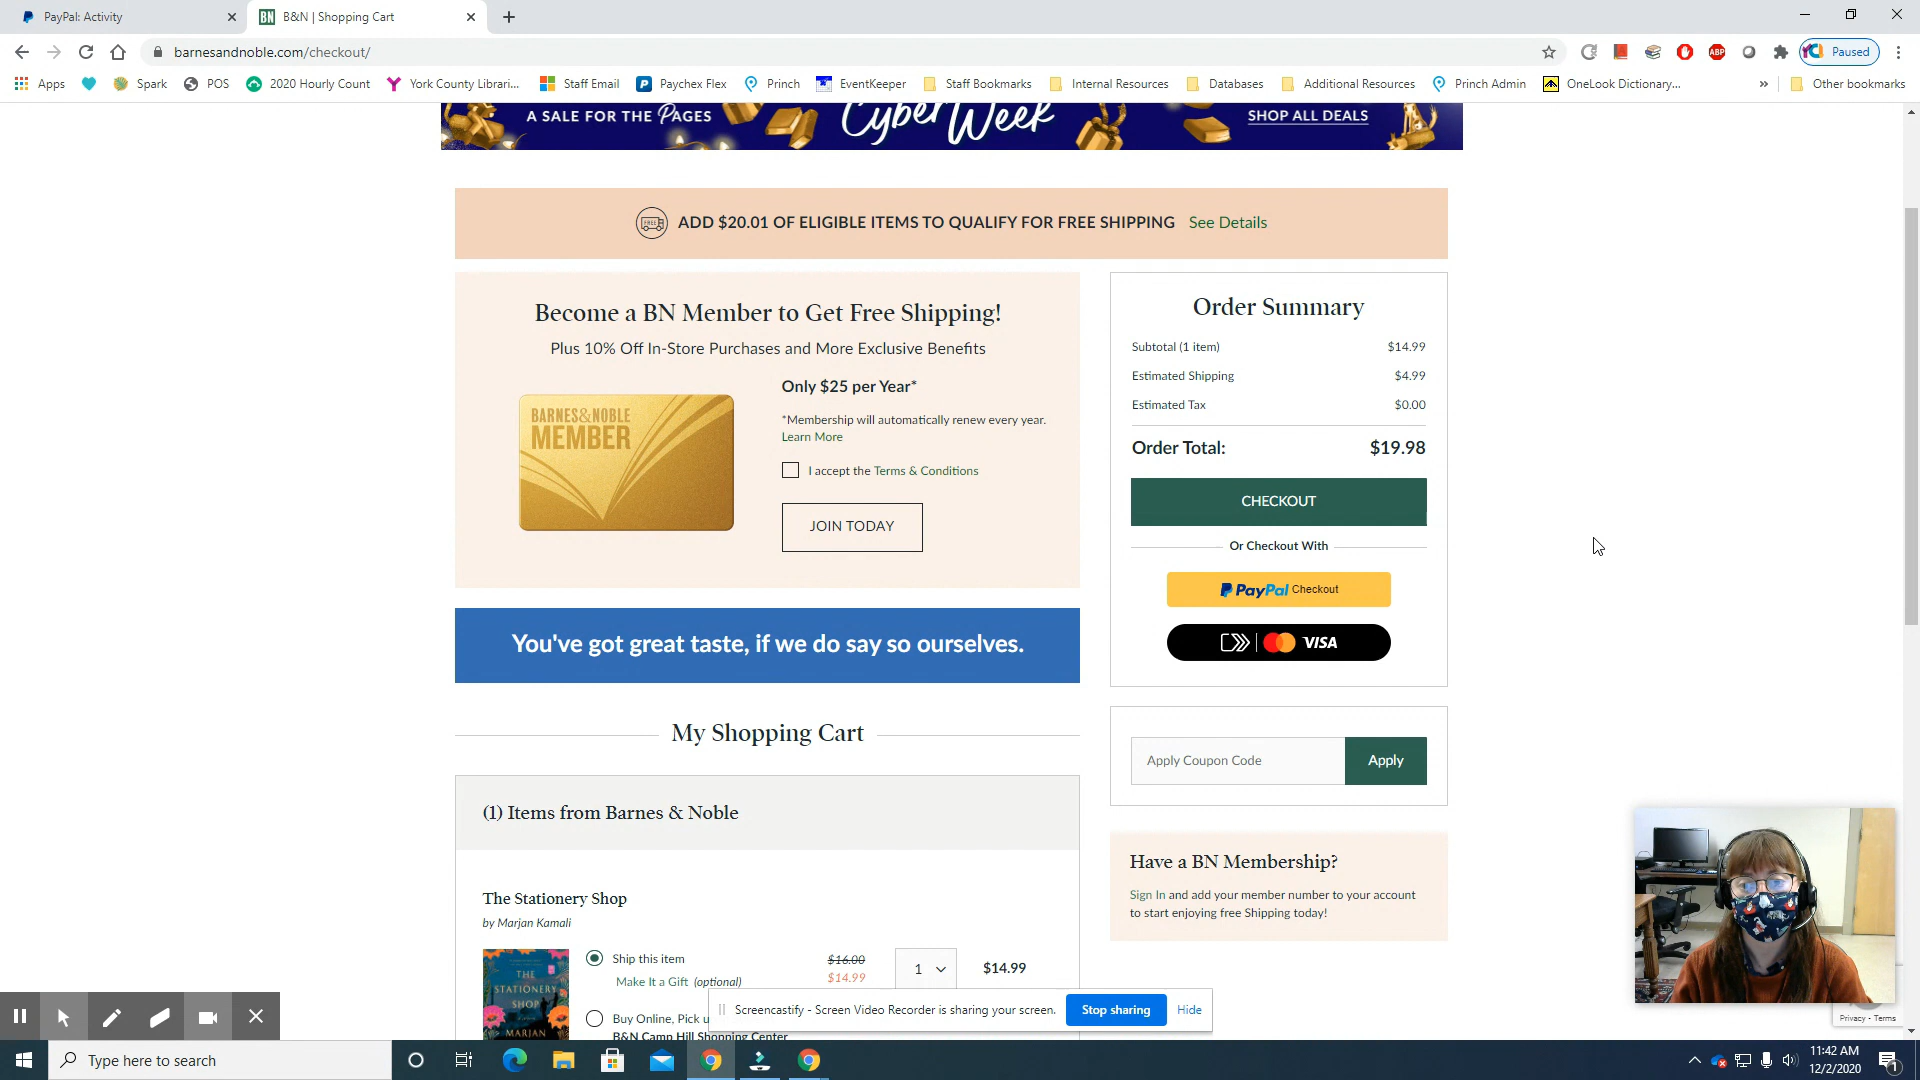 PayPal: Activity
B&N | Shopping Cart
barnesandnoble.com/checkout/
Paused
Apps
Spark
POS
2020 Hourly Count
York County Librari...
Staff Email
Paychex Flex
Princh
EventKeeper
Staff Bookmarks
Internal Resources
Databases
Additional Resources
Princh Admin
OneLook Dictionary...
»
Other bookmarks
A SALE FOR THE PAGES
Cyber Week
SHOP ALL DEALS
FREE
ADD $20.01 OF ELIGIBLE ITEMS TO QUALIFY FOR FREE SHIPPING See Details
Become a BN Member to Get Free Shipping!
Plus 10% Off In-Store Purchases and More Exclusive Benefits
BARNES&NOBLE
MEMBER
Only $25 per Year*
*Membership will automatically renew every year.
Learn More
I accept the Terms & Conditions
JOIN TODAY
You've got great taste, if we do say so ourselves.
My Shopping Cart
(1) Items from Barnes & Noble
The Stationery Shop
by Marjan Kamali
THE
STATIONERY
SHOP
MARJAN
Ship this item
Make It a Gift (optional)
$16.00
$14.99
1
$14.99
Buy Online, Pick u
B&N Camp Hill Shopping Center
Order Summary
Subtotal (1 item) $14.99
Estimated Shipping $4.99
Estimated Tax $0.00
Order Total: $19.98
CHECKOUT
Or Checkout With
PayPal Checkout
VISA
Apply Coupon Code
Apply
Have a BN Membership?
Sign In and add your member number to your account
to start enjoying free Shipping today!
Privacy - Terms
Screencastify - Screen Video Recorder is sharing your screen.
Stop sharing
Hide
Type here to search
11:42 AM
12/2/2020
1